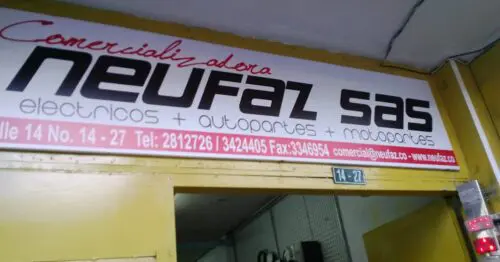 Comercializadora
neufaz sas
electricos + autopartes + motopartes
lle 14 No. 14 - 27 Tel: 2812726 / 3424405 Fax:3346954 comercial@neufaz.co - www.neufaz.co
14 - 27